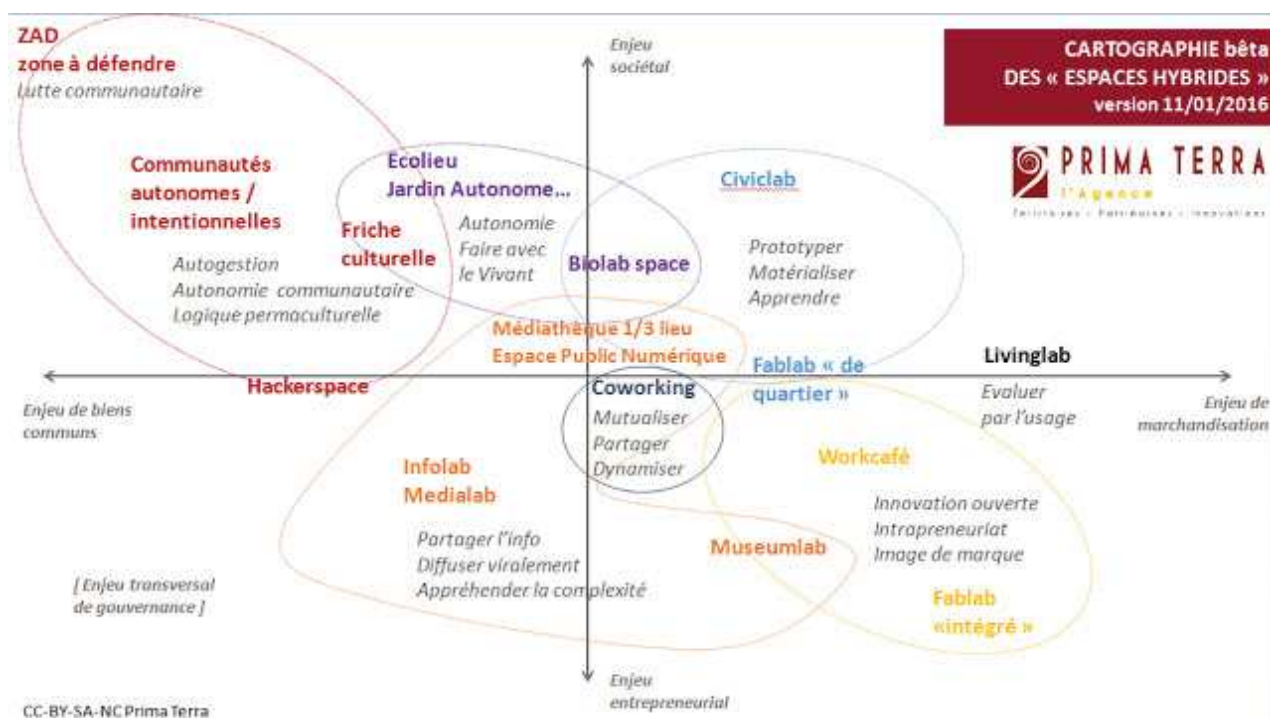 ZAD
zone à défendre
Lutte communautaire
Enjeu
sociétal
CARTOGRAPHIE bêta
DES « ESPACES HYBRIDES »
version 11/01/2016
PRIMA TERRA
l'Agence
Territoires - Patrimoines - Innovations
Communautés
autonomes /
intentionnelles
Autogestion
Autonomie communautaire
Logique permaculturelle
Ecolieu
Jardin Autonome...
Friche
culturelle
Autonomie
Faire avec
le Vivant
Biolab space
Civiclab
Prototyper
Matérialiser
Apprendre
Médiathèque 1/3 lieu
Espace Public Numérique
Hackerspace
Coworking
Mutualiser
Partager
Dynamiser
Fablab « de
quartier »
Livinglab
Evaluer
par l'usage
Enjeu de biens
communs
Enjeu de
marchandisation
Infolab
Medialab
Partager l'info
Diffuser viralement
Appréhender la complexité
Workcafé
Innovation ouverte
Intrapreneuriat
Image de marque
Museumlab
Fablab
«intégré »
[ Enjeu transversal
de gouvernance ]
Enjeu
entrepreneurial
CC-BY-SA-NC Prima Terra